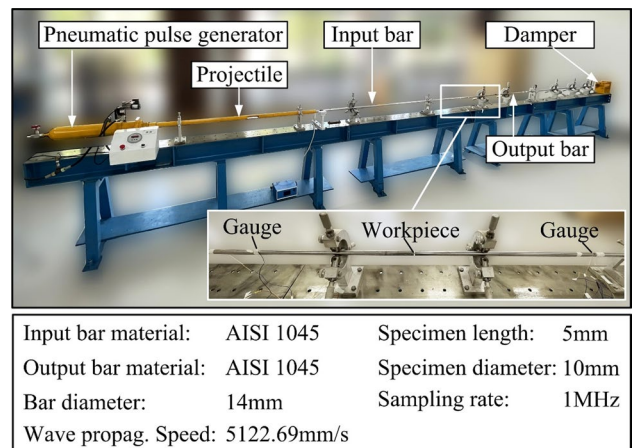 Pneumatic pulse generator
Input bar
Damper
Projectile
Output bar
Gauge
Workpiece
Gauge
Input bar material: AISI 1045
Specimen length: 5mm
Output bar material: AISI 1045
Specimen diameter: 10mm
Bar diameter: 14mm
Sampling rate: 1MHz
Wave propag. Speed: 5122.69mm/s